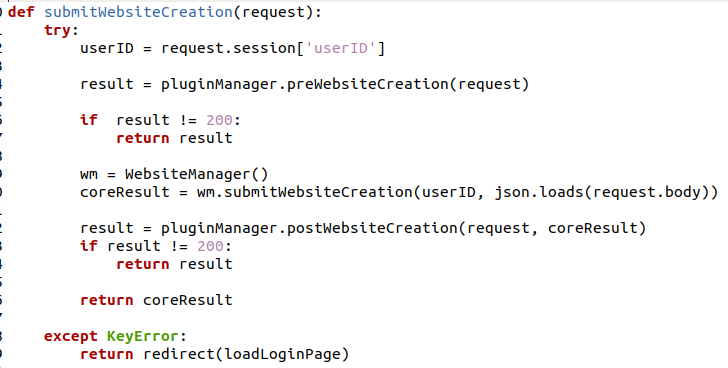 def submitWebsiteCreation(request):
    try:
        userID = request.session['userID']

        result = pluginManager.preWebsiteCreation(request)

        if  result != 200:
            return result

        wm = WebsiteManager()
        coreResult = wm.submitWebsiteCreation(userID, json.loads(request.body))

        result = pluginManager.postWebsiteCreation(request, coreResult)
        if result != 200:
            return result

        return coreResult

    except KeyError:
        return redirect(loadLoginPage)